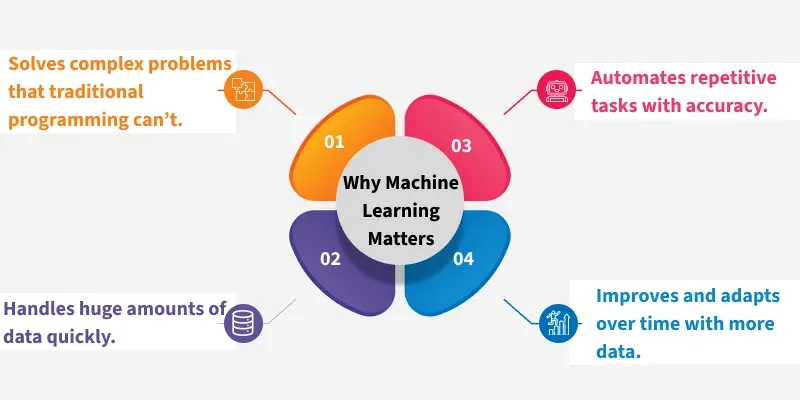 Solves complex problems
that traditional
programming can’t.
01
Handles huge amounts of
data quickly.
02
Why Machine
Learning
Matters
03
Automates repetitive
tasks with accuracy.
04
Improves and adapts
over time with more
data.